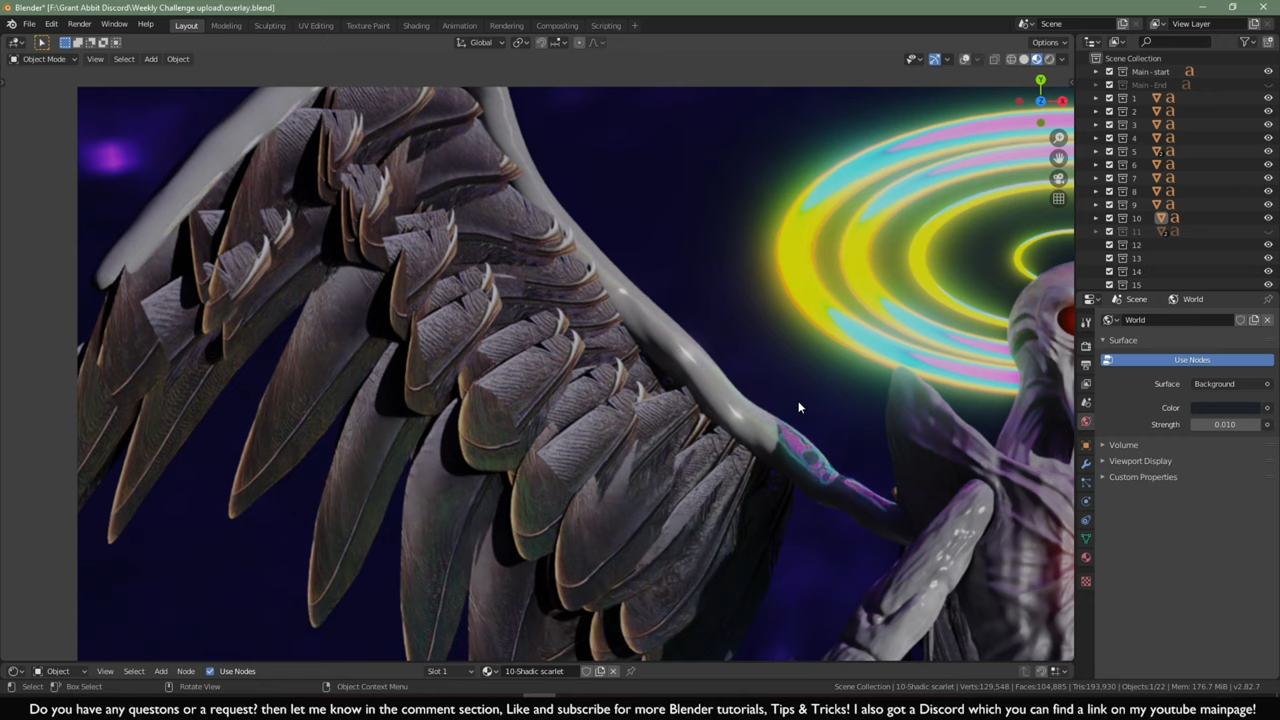 Blender* [F:\Grant Abbit Discord\Weekly Challenge upload\overlay.blend]
File Edit Render Window Help Layout Modeling Sculpting UV Editing Texture Paint Shading Animation Rendering Compositing Scripting + Scene View Layer
Global Options
Object Mode View Select Add Object Scene Collection
Main - start
Main - End
1
2
3
4
5
6
7
8
9
10
11
12
13
14
15
Y
Z X
Scene World
World
Surface
Use Nodes
Surface Background
Color
Strength 0.010
Volume
Viewport Display
Custom Properties
Object View Select Add Node Use Nodes Slot 1 10-Shadic scarlet
Select Box Select Rotate View Object Context Menu Scene Collection | 10-Shadic scarlet | Verts:129,548 | Faces:104,885 | Tris:193,930 | Objects:1/22 | Mem: 176.7 MiB | v2.82.7
Do you have any questons or a request? then let me know in the comment section, Like and subscribe for more Blender tutorials, Tips & Tricks! I also got a Discord which you can find a link on my youtube mainpage!